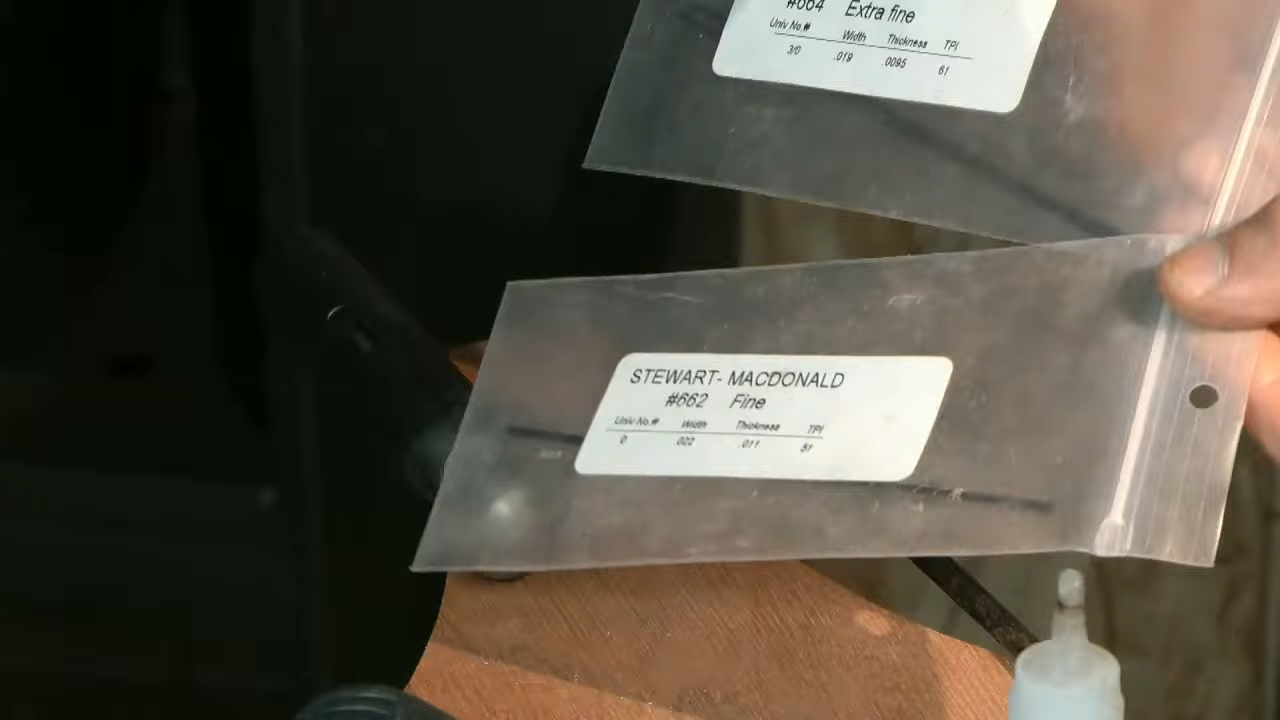 #664 Extra fine
Univ No.# Width Thickness TPI
3/0 .019 .0095 61
STEWART- MACDONALD
#662 Fine
Univ No.# Width Thickness TPI
0 .022 .011 51